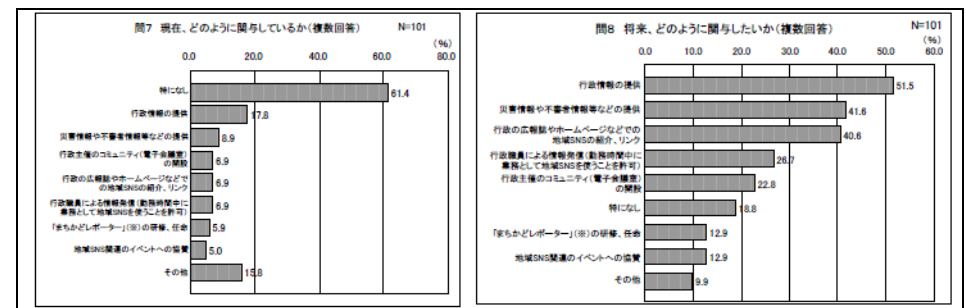 問7 現在、どのように関与しているか(複数回答) N=101
(%)
0.0 20.0 40.0 60.0 80.0
特になし 61.4
行政情報の提供 17.8
災害情報や不審者情報等などの提供 8.9
行政主催のコミュニティ(電子会議室)
の開設 6.9
行政の広報誌やホームページなどで
の地域SNSの紹介、リンク 6.9
行政職員による情報発信(勤務時間中に
業務として地域SNSを使うことを許可) 6.9
「まちかどレポーター」(※)の研修、任命 5.9
地域SNS関連のイベントへの協賛 5.0
その他 15.8
問8 将来、どのように関与したいか(複数回答) N=101
(%)
0.0 10.0 20.0 30.0 40.0 50.0 60.0
行政情報の提供 51.5
災害情報や不審者情報等などの提供 41.6
行政の広報誌やホームページなどでの
地域SNSの紹介、リンク 40.6
行政職員による情報発信(勤務時間中に
業務として地域SNSを使うことを許可) 26.7
行政主催のコミュニティ(電子会議室)
の開設 22.8
特になし 18.8
「まちかどレポーター」(※)の研修、任命 12.9
地域SNS関連のイベントへの協賛 12.9
その他 9.9